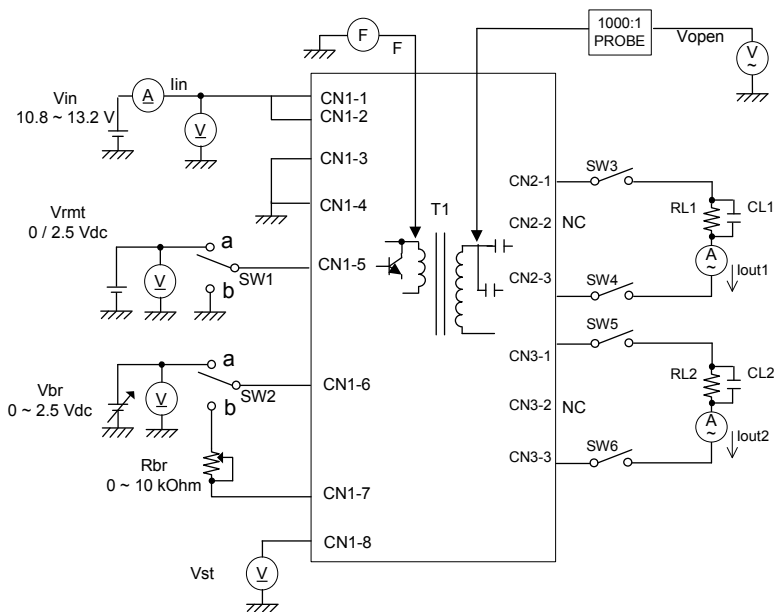 1000:1
PROBE
F
F
Vopen
V
~
Iin
A
Vin
10.8 ~ 13.2 V
V
CN1-1
CN1-2
CN1-3
CN1-4
CN2-1
SW3
RL1
CL1
CN2-2
NC
T1
Vrmt
0 / 2.5 Vdc
a
V
SW1
b
CN1-5
CN2-3
SW4
A
~
Iout1
SW5
CN3-1
RL2
CL2
Vbr
0 ~ 2.5 Vdc
a
V
SW2
b
CN1-6
CN3-2
NC
A
~
Iout2
CN3-3
SW6
Rbr
0 ~ 10 kOhm
CN1-7
CN1-8
Vst
V